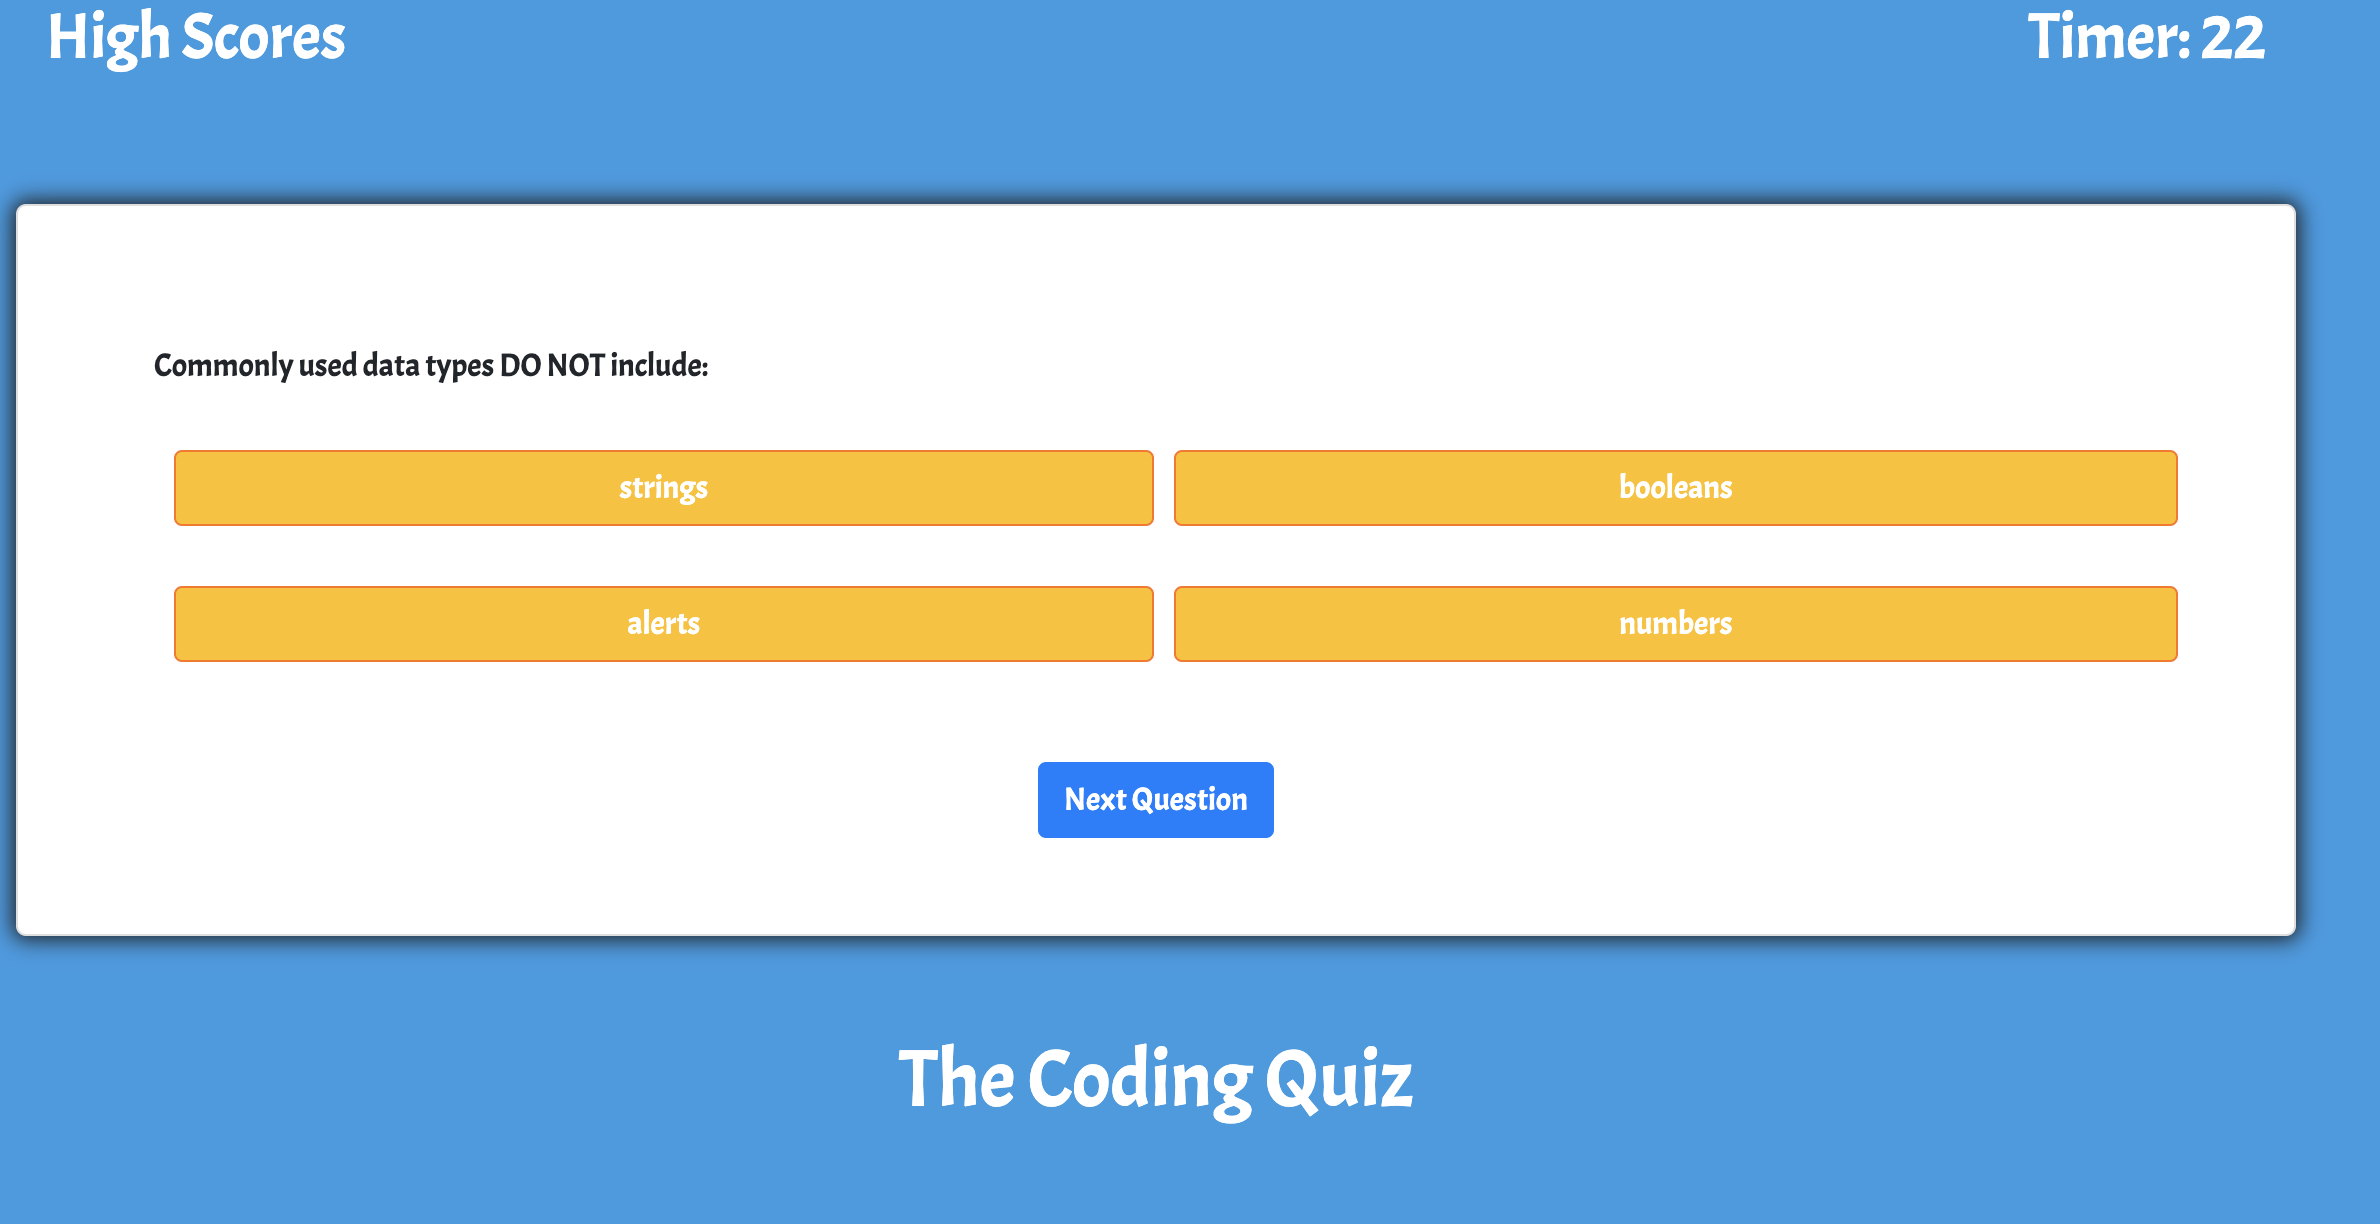 High Scores
Timer: 22
Commonly used data types DO NOT include:
strings
booleans
alerts
numbers
Next Question
The Coding Quiz